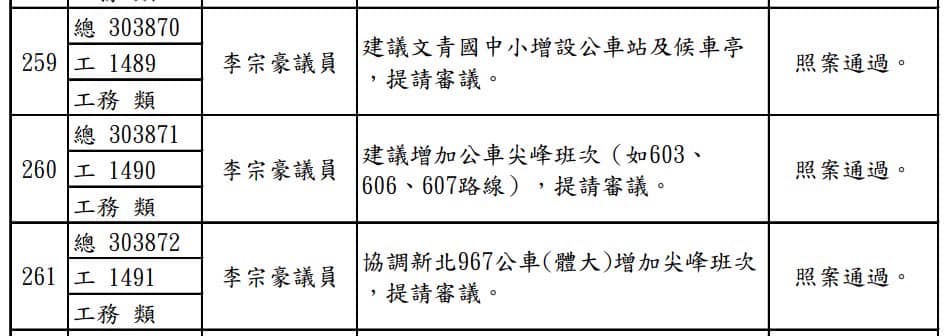 259
總 303870
工 1489
工務 類
李宗豪議員
建議文青國中小增設公車站及候車亭
，提請審議。
照案通過。
260
總 303871
工 1490
工務 類
李宗豪議員
建議增加公車尖峰班次（如603、
606、607路線），提請審議。
照案通過。
261
總 303872
工 1491
工務 類
李宗豪議員
協調新北967公車(體大)增加尖峰班次
，提請審議。
照案通過。